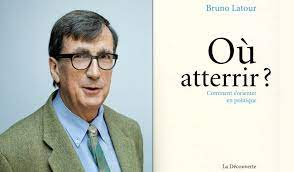 Bruno Latour
Où
atterrir ?
Comment s'orienter
en politique
La Découverte